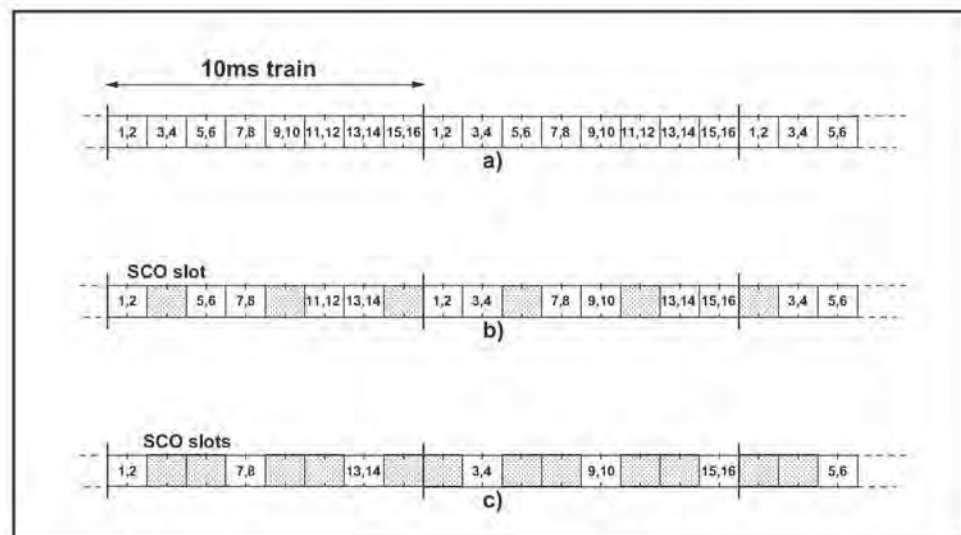 10ms train
1,2 3,4 5,6 7,8 9,10 11,12 13,14 15,16 1,2 3,4 5,6 7,8 9,10 11,12 13,14 15,16 1,2 3,4 5,6
a)
SCO slot
1,2 5,6 7,8 11,12 13,14 1,2 3,4 7,8 9,10 13,14 15,16 3,4 5,6
b)
SCO slots
1,2 7,8 13,14 3,4 9,10 15,16 5,6
c)